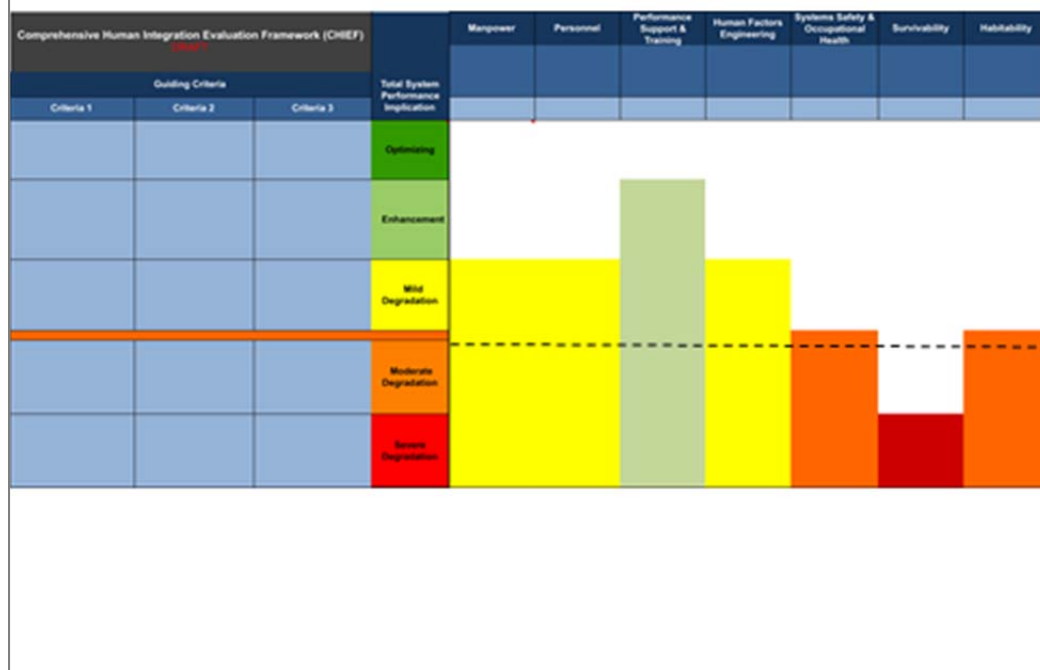 Comprehensive Human Integration Evaluation Framework (CHIEF)
DRAFT
Guiding Criteria
Criteria 1
Criteria 2
Criteria 3
Total System
Performance
Implication
Manpower
Personnel
Performance
Support &
Training
Human Factors
Engineering
Systems Safety &
Occupational
Health
Survivability
Habitability
Optimizing
Enhancement
Mild
Degradation
Moderate
Degradation
Severe
Degradation